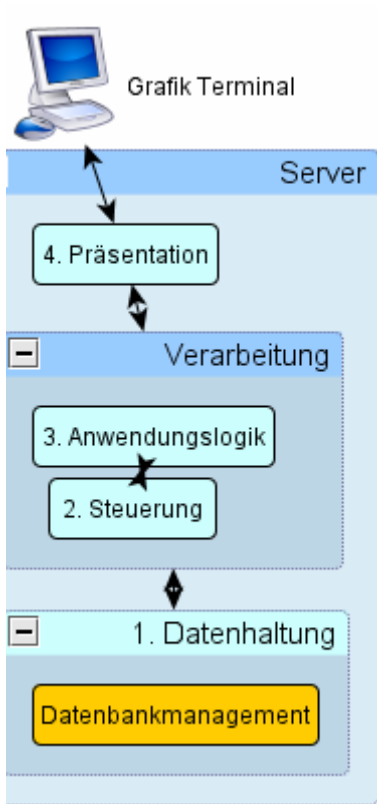 Grafik Terminal
Server
4. Präsentation
Verarbeitung
3. Anwendungslogik
2. Steuerung
1. Datenhaltung
Datenbankmanagement